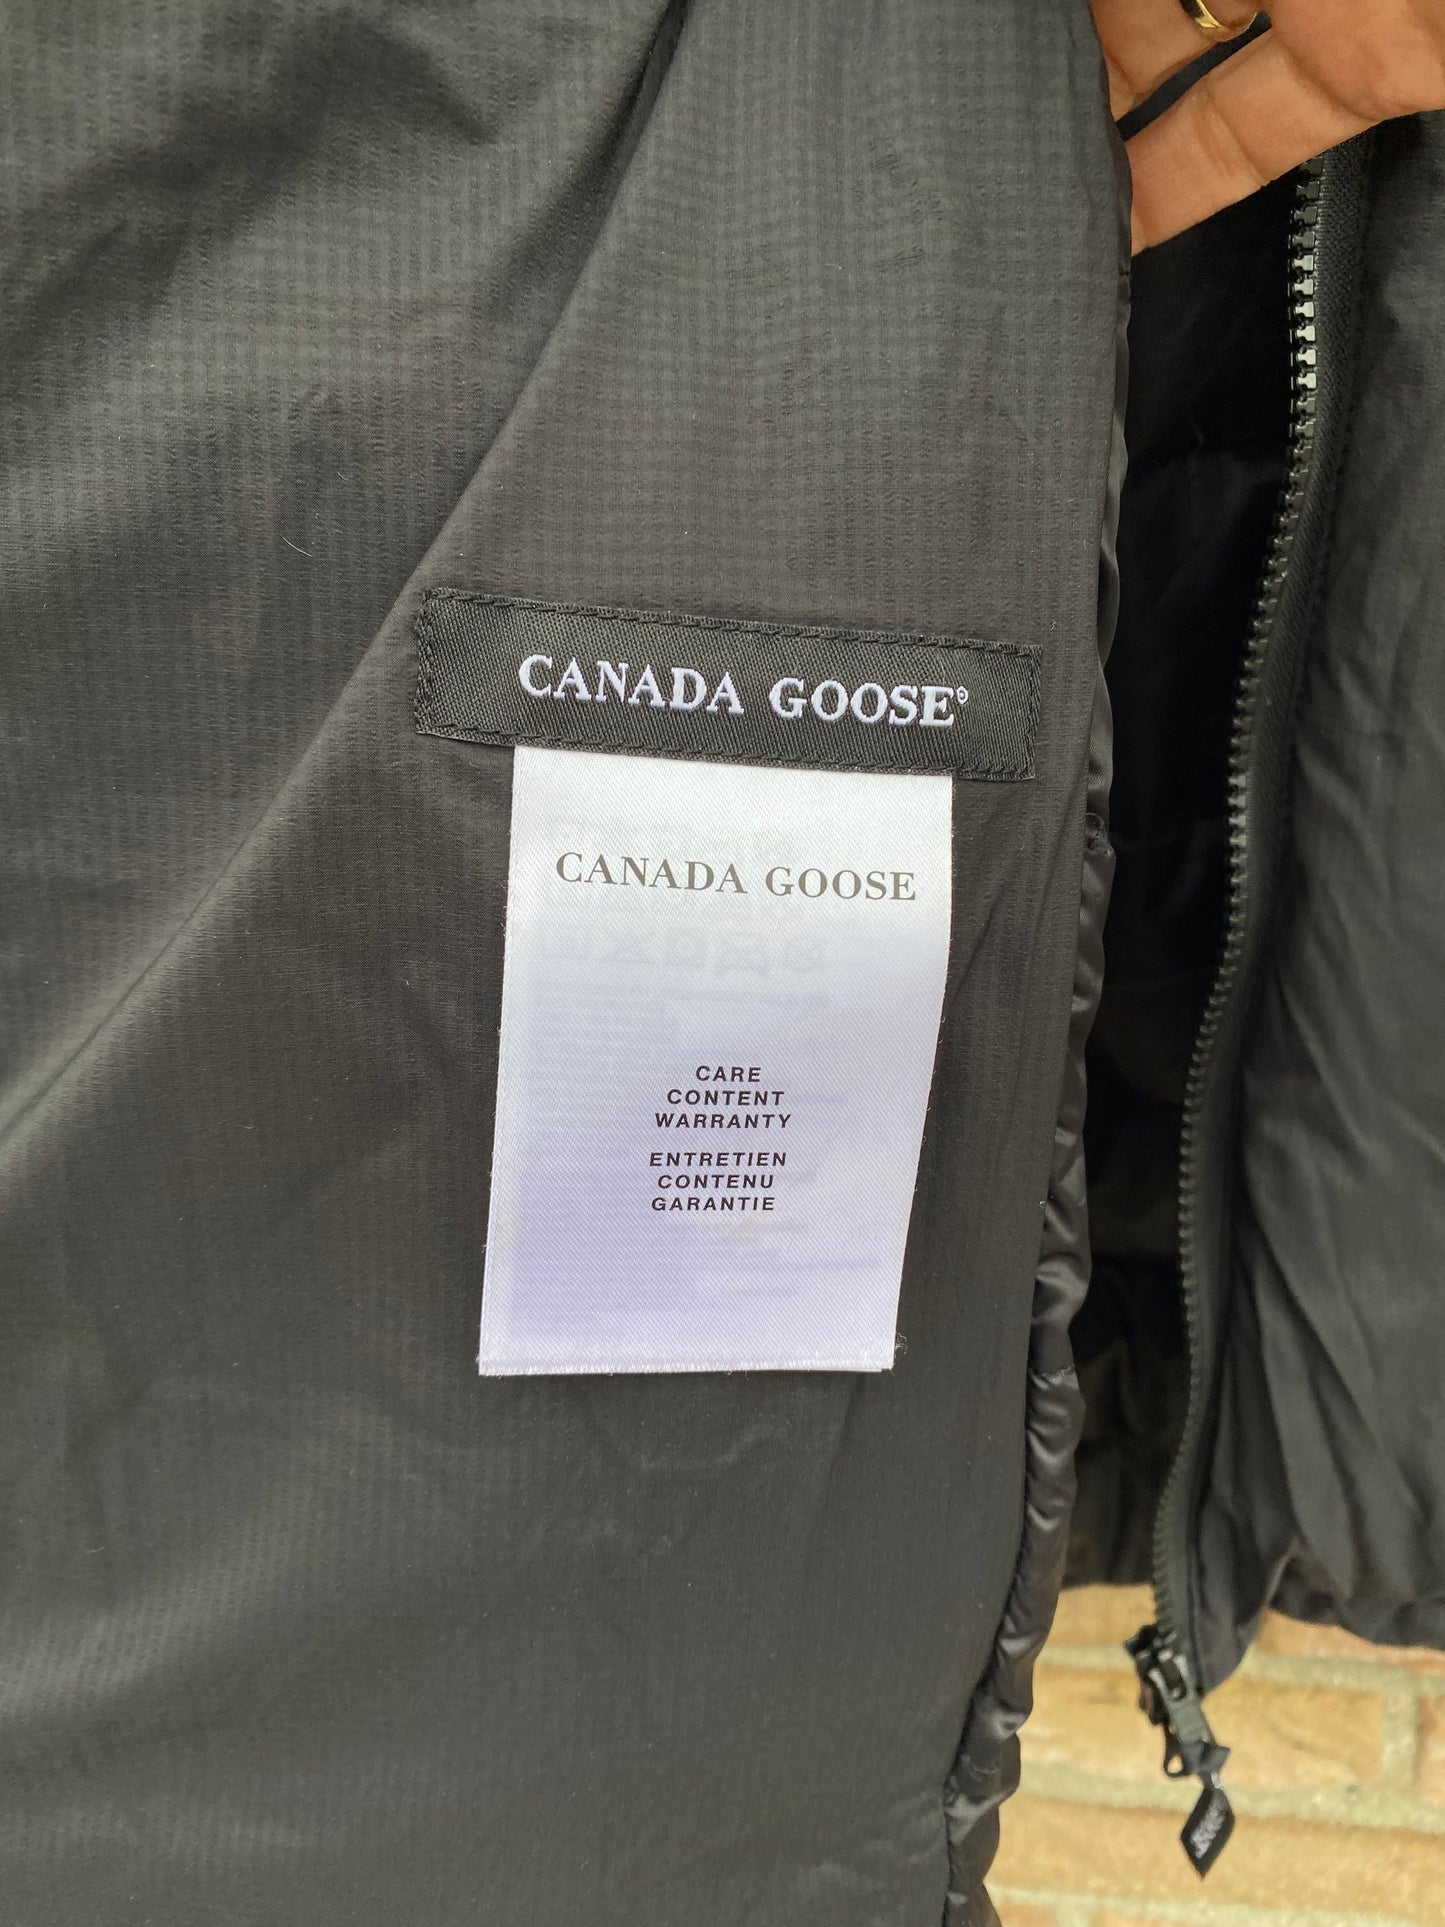 CANADA GOOSE®
CANADA GOOSE
CARE
CONTENT
WARRANTY
ENTRETIEN
CONTENU
GARANTIE